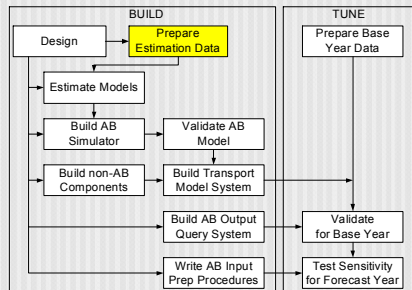 BUILD
TUNE
Design
Prepare
Estimation Data
Prepare Base
Year Data
Estimate Models
Build AB
Simulator
Validate AB
Model
Build non-AB
Components
Build Transport
Model System
Build AB Output
Query System
Validate
for Base Year
Write AB Input
Prep Procedures
Test Sensitivity
for Forecast Year